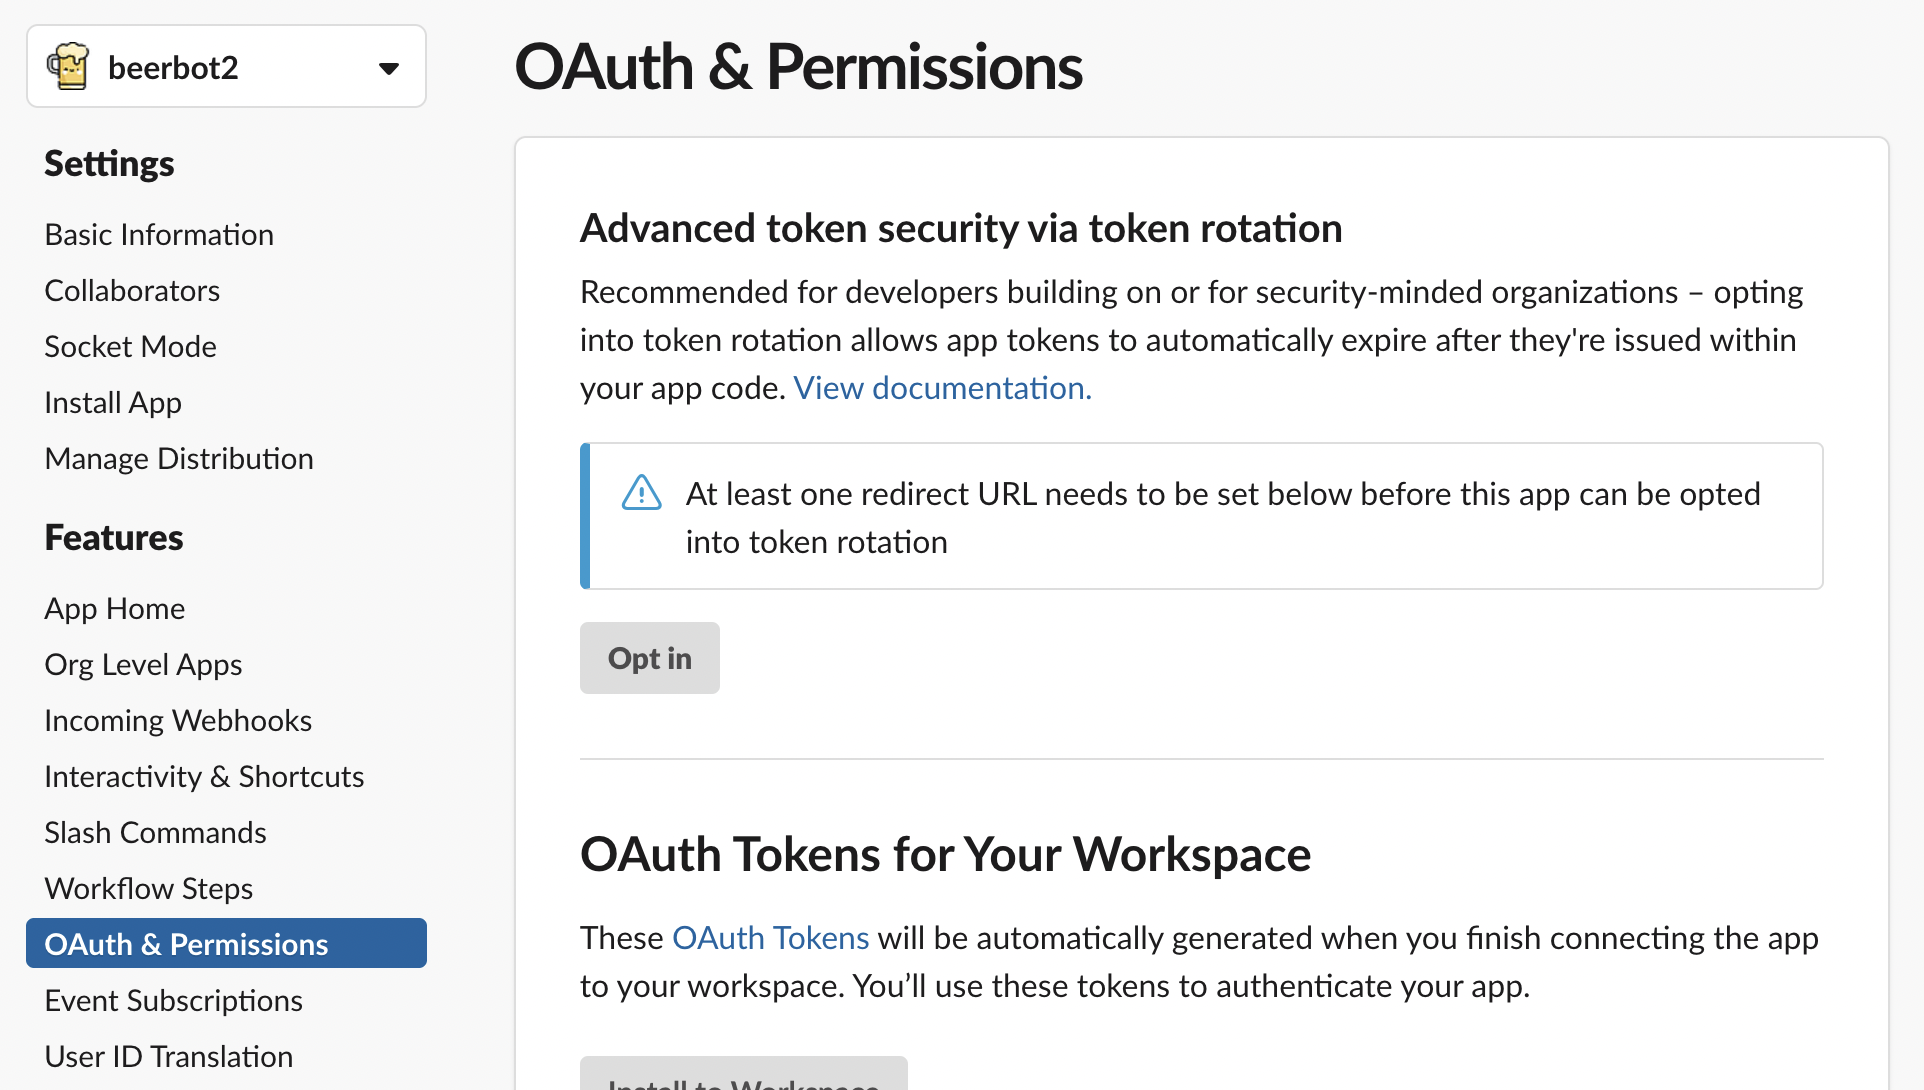 beerbot2
Settings
Basic Information
Collaborators
Socket Mode
Install App
Manage Distribution
Features
App Home
Org Level Apps
Incoming Webhooks
Interactivity & Shortcuts
Slash Commands
Workflow Steps
OAuth & Permissions
Event Subscriptions
User ID Translation
OAuth & Permissions
Advanced token security via token rotation
Recommended for developers building on or for security-minded organizations – opting
into token rotation allows app tokens to automatically expire after they're issued within
your app code. View documentation.
At least one redirect URL needs to be set below before this app can be opted
into token rotation
Opt in
OAuth Tokens for Your Workspace
These OAuth Tokens will be automatically generated when you finish connecting the app
to your workspace. You’ll use these tokens to authenticate your app.
Install to Workspace